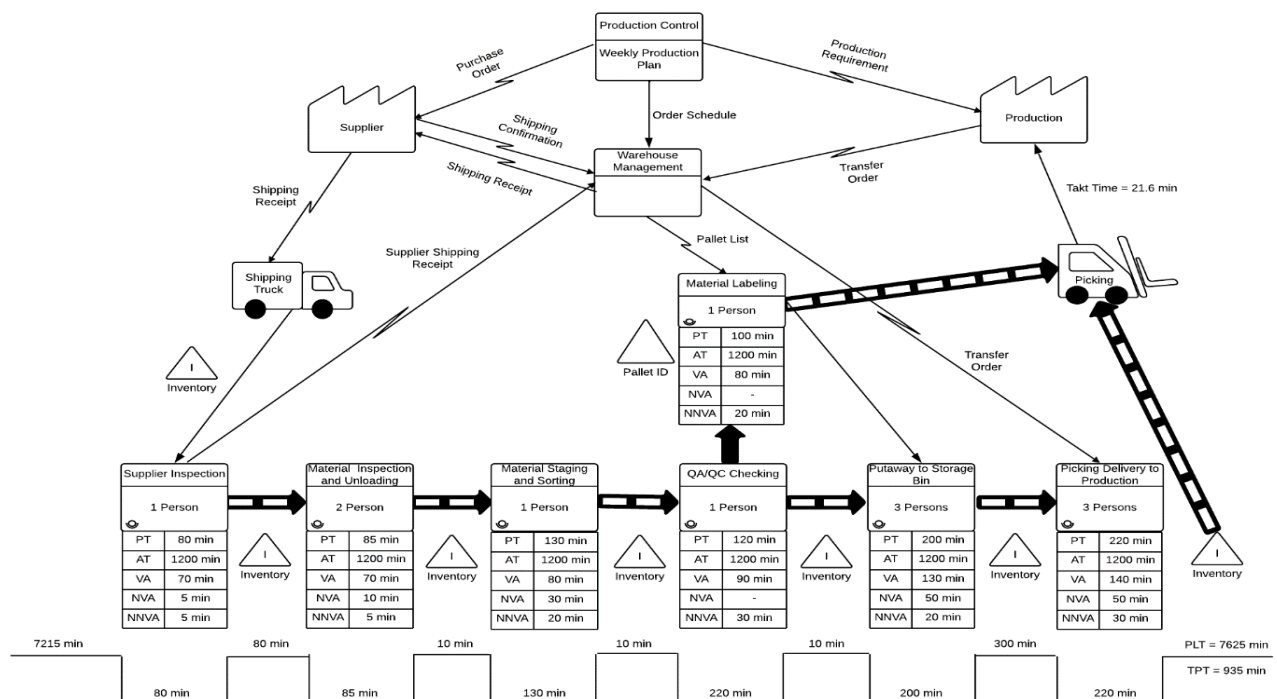 Production Control
Weekly Production
Plan
Purchase
Order
Production
Requirement
Supplier
Order Schedule
Production
Shipping
Confirmation
Warehouse
Management
Shipping Receipt
Transfer
Order
Shipping
Receipt
Takt Time = 21.6 min
Pallet List
Supplier Shipping
Receipt
Shipping
Truck
Picking
Material Labeling
1 Person
PT 100 min
AT 1200 min
VA 80 min
NVA -
NNVA 20 min
Pallet ID
I
Inventory
Transfer
Order
Supplier Inspection
1 Person
PT 80 min
AT 1200 min
VA 70 min
NVA 5 min
NNVA 5 min
I
Inventory
Material Inspection
and Unloading
2 Person
PT 85 min
AT 1200 min
VA 70 min
NVA 10 min
NNVA 5 min
I
Inventory
Material Staging
and Sorting
1 Person
PT 130 min
AT 1200 min
VA 80 min
NVA 30 min
NNVA 20 min
I
Inventory
QA/QC Checking
1 Person
PT 120 min
AT 1200 min
VA 90 min
NVA -
NNVA 30 min
I
Inventory
Putaway to Storage
Bin
3 Persons
PT 200 min
AT 1200 min
VA 130 min
NVA 50 min
NNVA 20 min
I
Inventory
Picking Delivery to
Production
3 Persons
PT 220 min
AT 1200 min
VA 140 min
NVA 50 min
NNVA 30 min
I
Inventory
7215 min 80 min 10 min 10 min 10 min 300 min PLT = 7625 min
TPT = 935 min
80 min 85 min 130 min 220 min 200 min 220 min